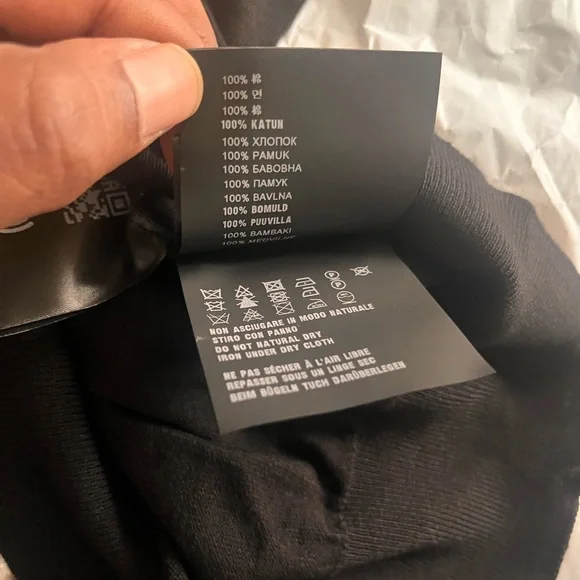 100% 棉
100% 면
100% 棉
100% KATUN
100% ХЛОПОК
100% PAMUK
100% БАВОВНА
100% ПАМУК
100% BAVLNA
100% BOMULD
100% PUUVILLA
100% BAMBAKI
100%
NON ASCIUGARE IN MODO NATURALE
STIRO CON PANNO
DO NOT NATURAL DRY
IRON UNDER DRY CLOTH
NE PAS SÉCHER À L'AIR LIBRE
REPASSER SOUS UN LINGE SEC
BEIM BÜGELN TUCH DARÜBERLEGEN